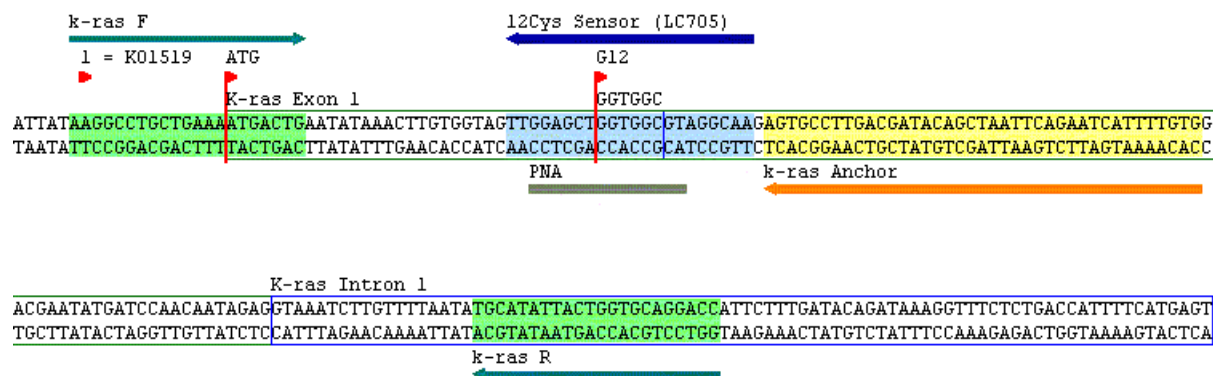 k-ras F 12Cys Sensor (LC705)
1 = K01519 ATG G12
K-ras Exon 1 GGTGGC
ATTATAAGGCCTGCTGAAAATGACTGAATATAAACTTGTGGTAGTTGGAGCTGGTGGCGTAGGCAAGAGTGCCTTGACGATACAGCTAATTCAGAATCATTTTGTGG
TAATATTCCGGACGACTTTTACTGACTTATATTTGAACACCATCAACCTCGACCACCGCATCCGTTCTCACGGAACTGCTATGTCGATTAAGTCTTAGTAAAACACC
PNA k-ras Anchor
K-ras Intron 1
ACGAATATGATCCAACAATAGAGGTAAATCTTGTTTTAATATGCATATTACTGGTGCAGGACCATTCTTTGATACAGATAAAGGTTTCTCTGACCATTTTCATGAGT
TGCTTATACTAGGTTGTTATCTCCATTTAGAACAAAATTATACGTATAATGACCACGTCCTGGTAAGAAACTATGTCTATTTCCAAAGAGACTGGTAAAAGTACTCA
k-ras R